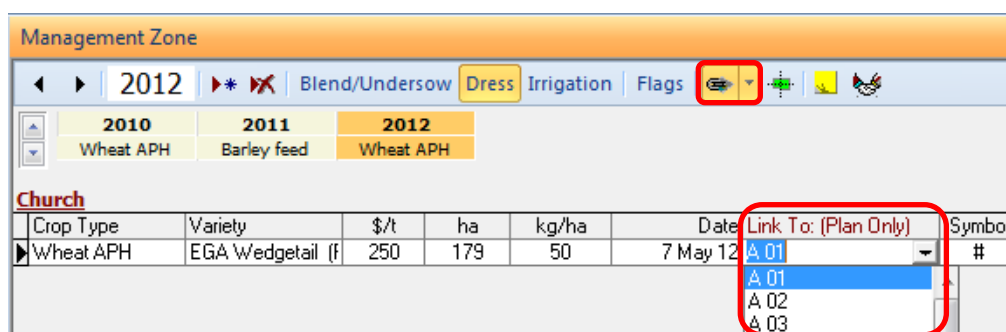 Management Zone
2012 Blend/Undersow Dress Irrigation Flags
2010 2011 2012
Wheat APH Barley feed Wheat APH
Church
Crop Type Variety $/t ha kg/ha Date Link To: (Plan Only) Symbo
Wheat APH EGA Wedgetail (F 250 179 50 7 May 12 A 01 #
A 01
A 02
A 03